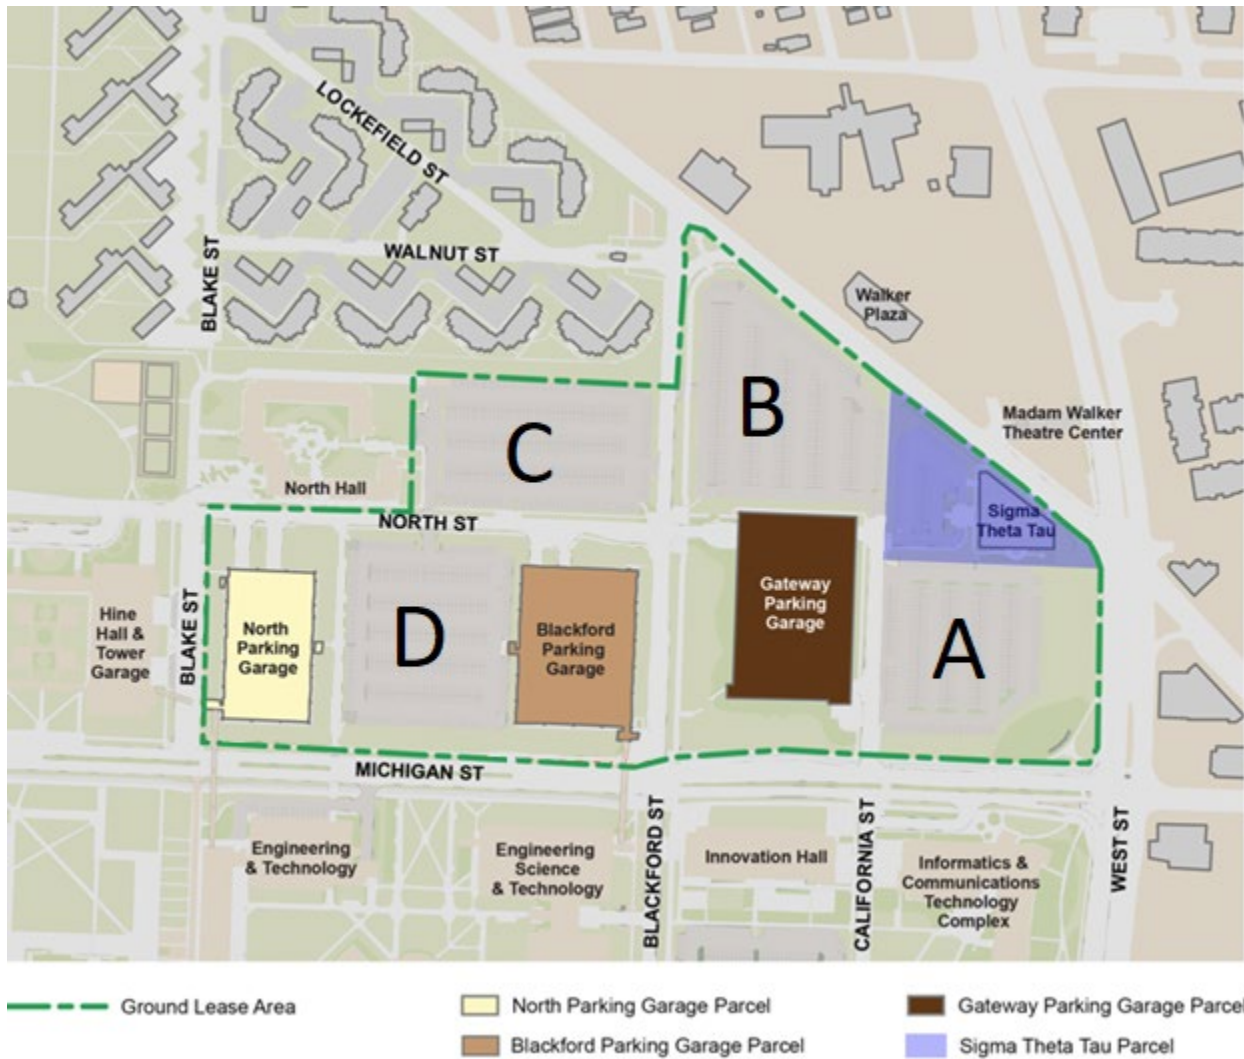 LOCKEFIELD ST
WALNUT ST
BLAKE ST
Walker
Plaza
B
Madam Walker
Theatre Center
C
North Hall
NORTH ST
Sigma
Theta Tau
Gateway
Parking
Garage
Hine
Hall &
Tower
Garage
BLAKE ST
North
Parking
Garage
D
Blackford
Parking
Garage
A
MICHIGAN ST
Engineering
& Technology
Engineering
Science
& Technology
BLACKFORD ST
Innovation Hall
CALIFORNIA ST
Informatics &
Communications
Technology
Complex
WEST ST
Ground Lease Area
North Parking Garage Parcel
Gateway Parking Garage Parcel
Blackford Parking Garage Parcel
Sigma Theta Tau Parcel